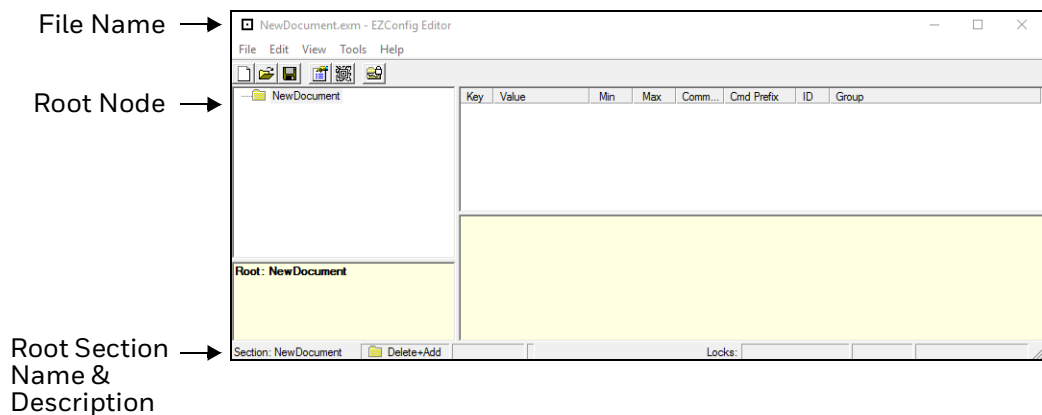 File Name
NewDocument.exm - EZConfig Editor
File Edit View Tools Help
Root Node
NewDocument
Key Value Min Max Comm... Cmd Prefix ID Group
Root: NewDocument
Root Section
Name &
Description
Section: NewDocument Delete+Add Locks: